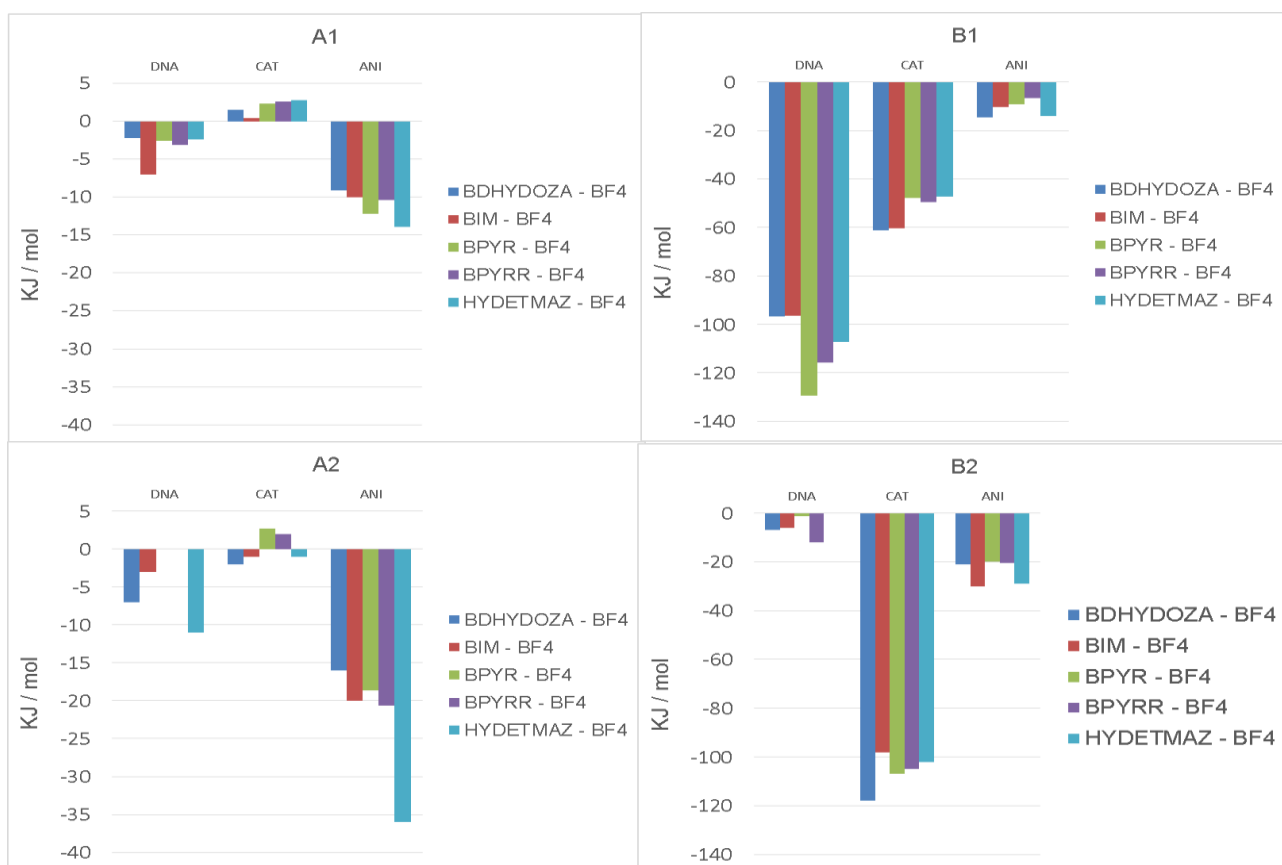 A1
DNA CAT ANI
5
0
-5
-10
-15
-20
-25
-30
-35
-40
KJ / mol
BDHYDOZA - BF4
BIM - BF4
BPYR - BF4
BPYRR - BF4
HYDETMAZ - BF4
B1
DNA CAT ANI
0
-20
-40
-60
-80
-100
-120
-140
KJ / mol
BDHYDOZA - BF4
BIM - BF4
BPYR - BF4
BPYRR - BF4
HYDETMAZ - BF4
A2
DNA CAT ANI
5
0
-5
-10
-15
-20
-25
-30
-35
-40
KJ / mol
BDHYDOZA - BF4
BIM - BF4
BPYR - BF4
BPYRR - BF4
HYDETMAZ - BF4
B2
DNA CAT ANI
0
-20
-40
-60
-80
-100
-120
-140
KJ / mol
BDHYDOZA - BF4
BIM - BF4
BPYR - BF4
BPYRR - BF4
HYDETMAZ - BF4